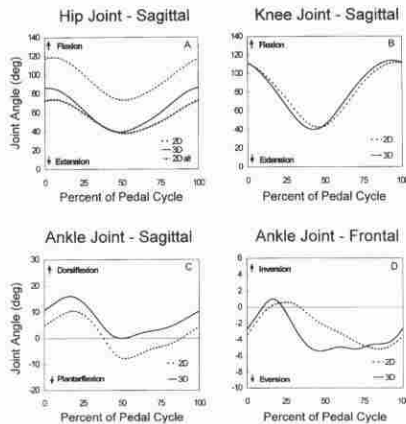 Hip Joint - Sagittal
140
120
100
80
60
40
20
0
Flexion
A
Extension
2D
3D
2D alt
0 25 50 75 100
Percent of Pedal Cycle
Joint Angle (deg)
Knee Joint - Sagittal
140
120
100
80
60
40
20
0
Flexion
B
Extension
2D
3D
0 25 50 75 100
Percent of Pedal Cycle
Ankle Joint - Sagittal
30
20
10
0
-10
-20
Dorsiflexion
C
Plantarflexion
2D
3D
0 25 50 75 100
Percent of Pedal Cycle
Joint Angle (deg)
Ankle Joint - Frontal
6
4
2
0
-2
-4
-6
-8
-10
Inversion
D
Eversion
2D
3D
0 25 50 75 100
Percent of Pedal Cycle